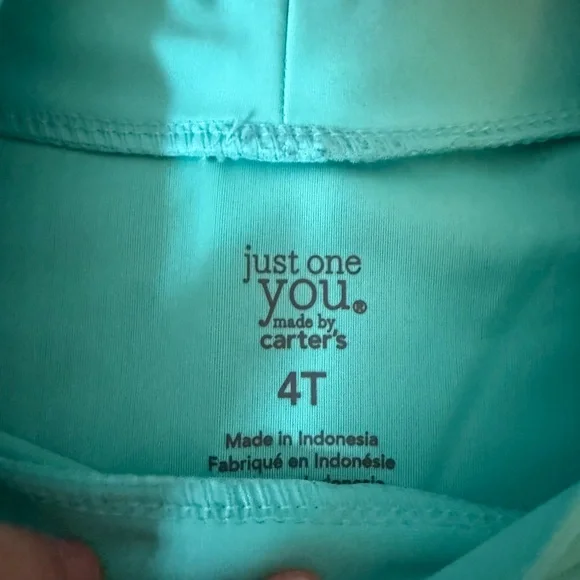 just one
you.®
made by
carter's
4T
Made in Indonesia
Fabriqué en Indonésie